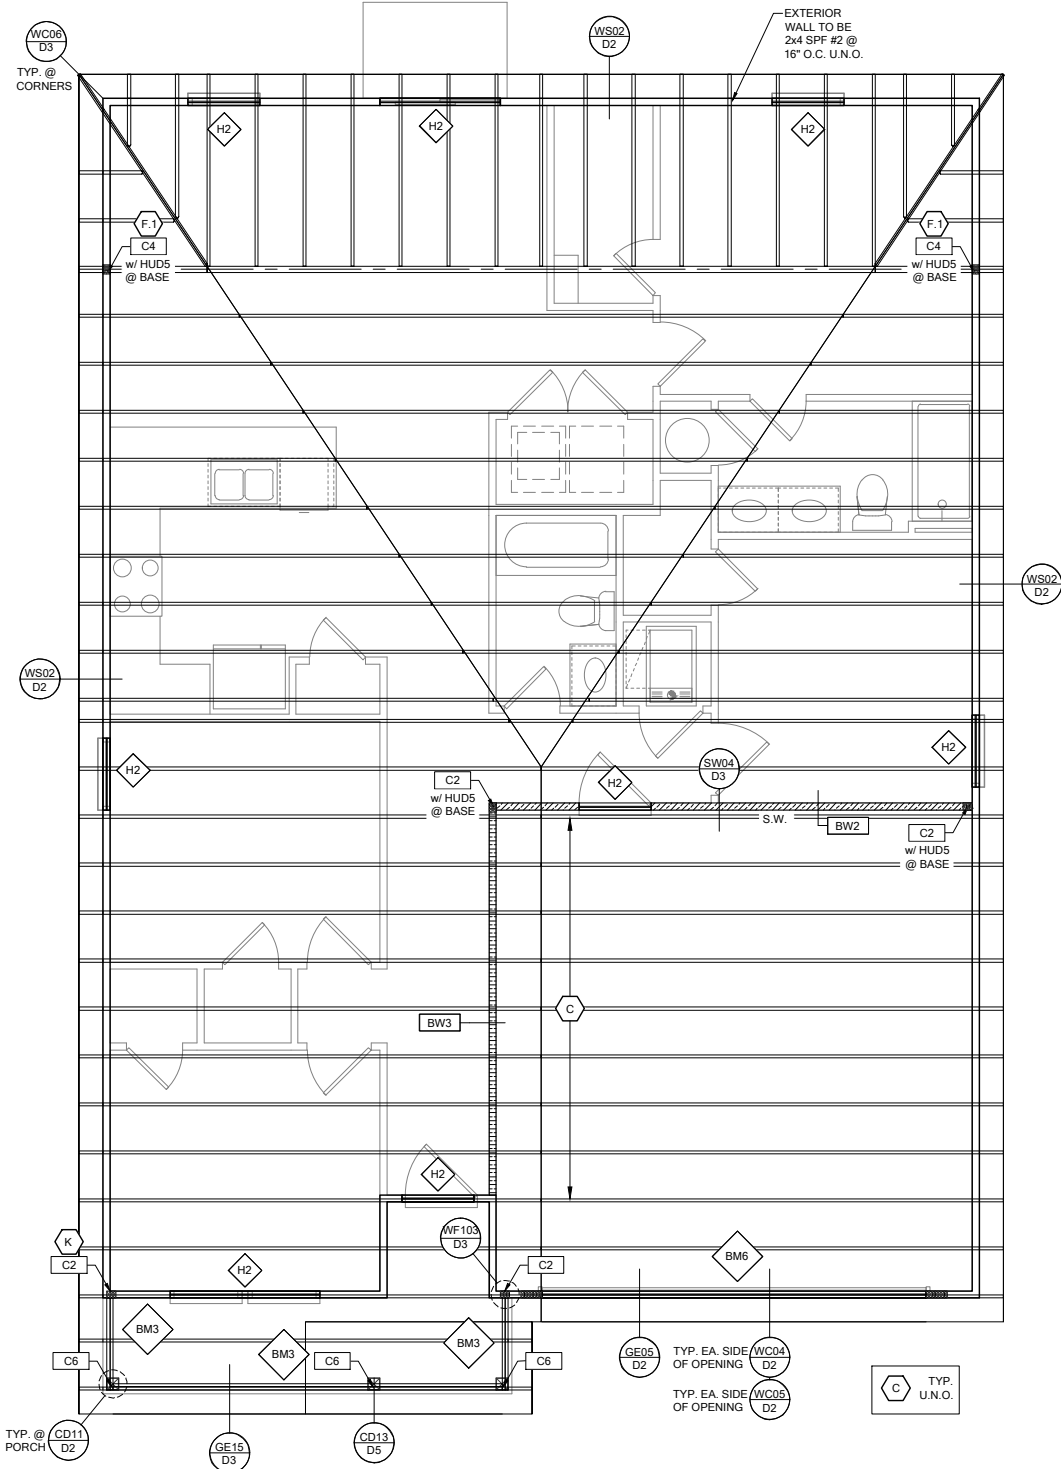 EXTERIOR
WALL TO BE
2x4 SPF #2 @
16" O.C. U.N.O.
WC06
D3
TYP. @
CORNERS
WS02
D2
H2
H2
H2
F.1
C4
w/ HUD5
@ BASE
F.1
C4
w/ HUD5
@ BASE
WS02
D2
WS02
D2
H2
H2
C2
w/ HUD5
@ BASE
H2
SW04
D3
S.W.
BW2
C2
w/ HUD5
@ BASE
BW3
C
H2
K
C2
H2
WF103
D3
C2
BM6
BM3
BM3
BM3
C6
C6
C6
GE05
D2
TYP. EA. SIDE
OF OPENING
WC04
D2
TYP. EA. SIDE
OF OPENING
WC05
D2
C
TYP.
U.N.O.
TYP. @
PORCH
CD11
D2
GE15
D3
CD13
D5